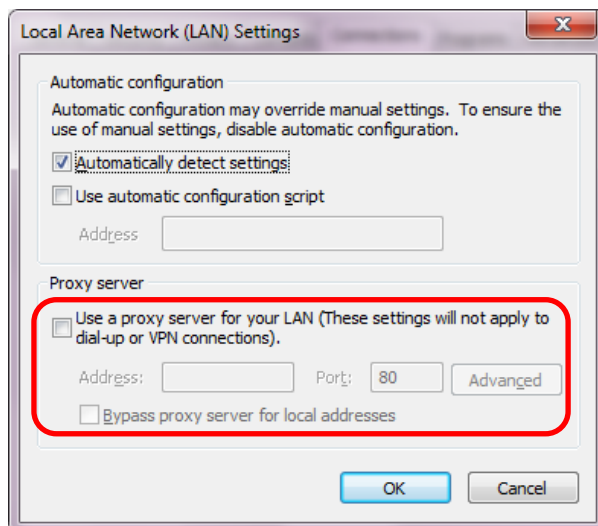 Local Area Network (LAN) Settings
Automatic configuration
Automatic configuration may override manual settings. To ensure the
use of manual settings, disable automatic configuration.
Automatically detect settings
Use automatic configuration script
Address
Proxy server
Use a proxy server for your LAN (These settings will not apply to
dial-up or VPN connections).
Address: Port: 80 Advanced
Bypass proxy server for local addresses
OK Cancel